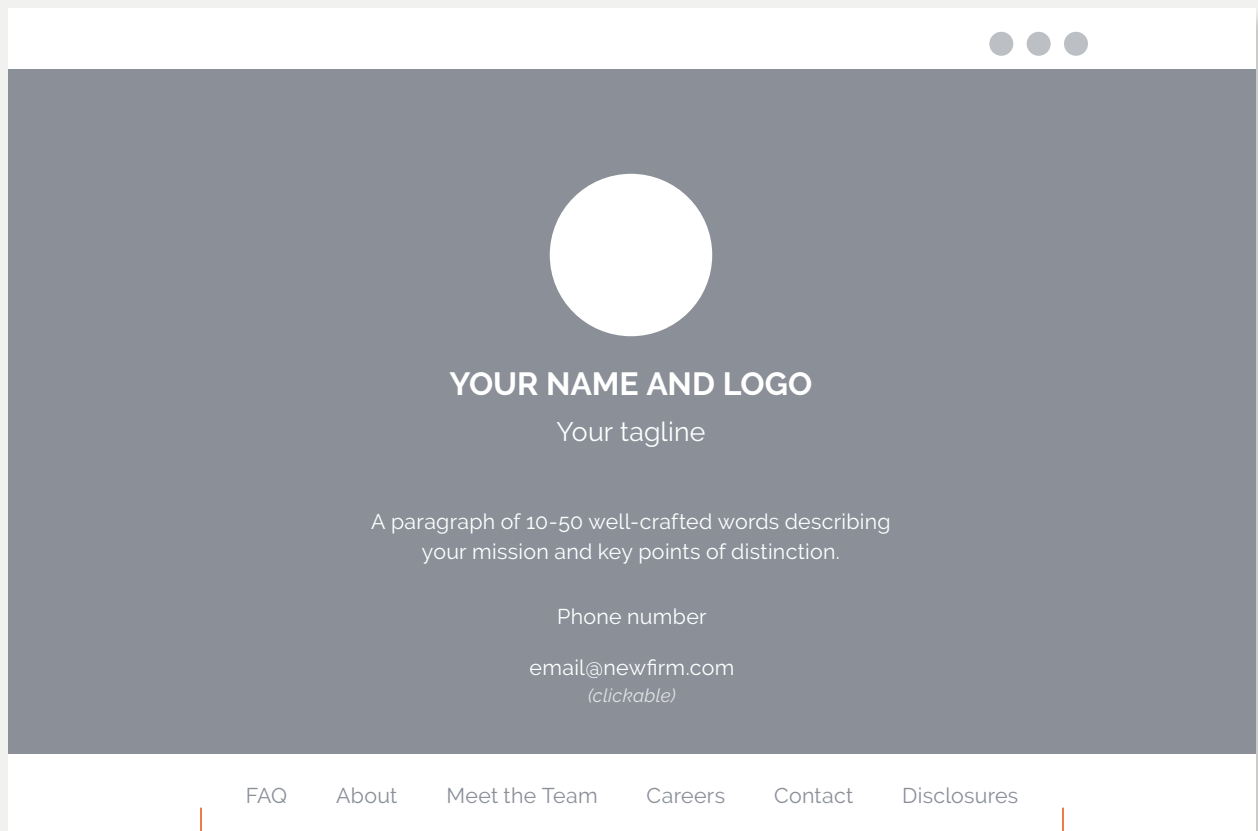 YOUR NAME AND LOGO
Your tagline
A paragraph of 10-50 well-crafted words describing
your mission and key points of distinction.
Phone number
email@newfirm.com
(clickable)
FAQ About Meet the Team Careers Contact Disclosures